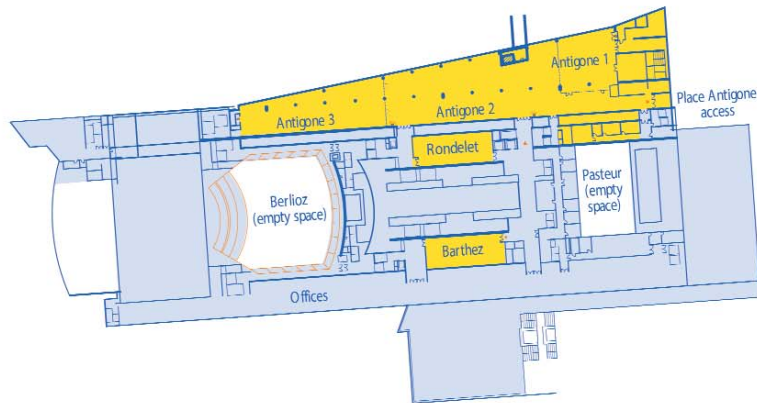 Antigone 1
Antigone 2
Antigone 3
Place Antigone
access
Rondelet
Berlioz
(empty space)
Pasteur
(empty
space)
Barthez
Offices